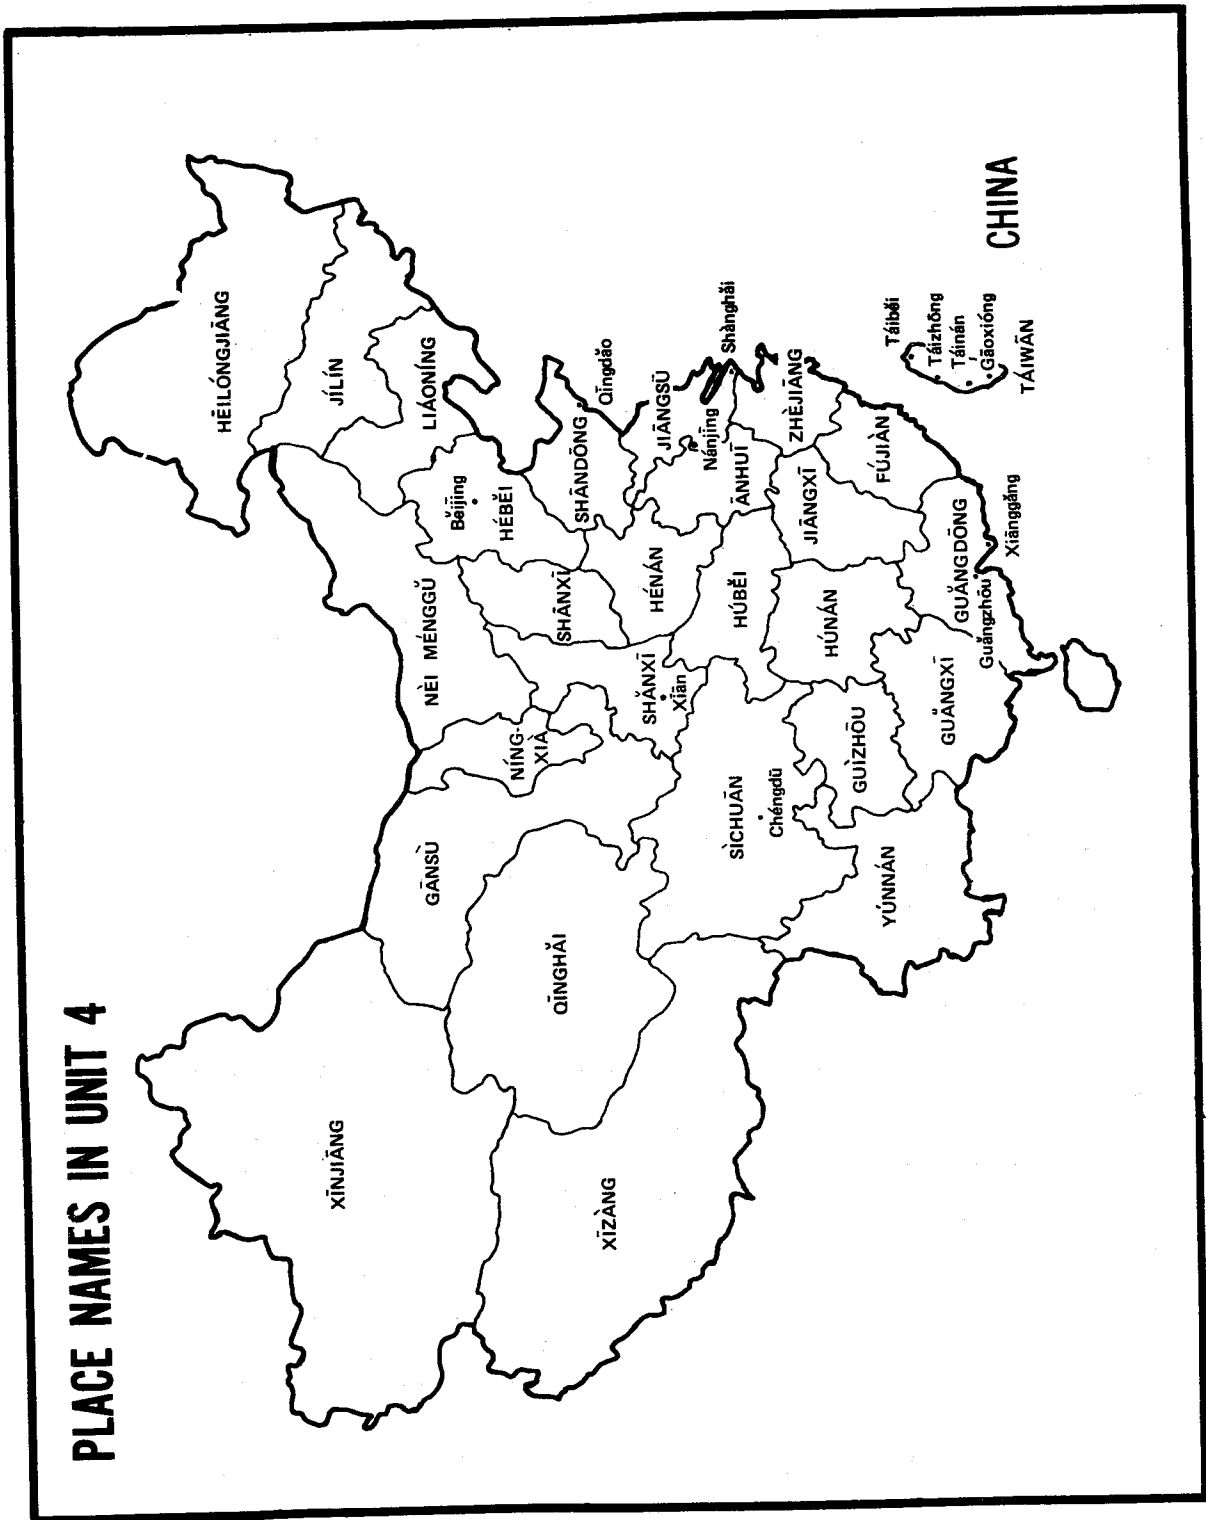 PLACE NAMES IN UNIT 4
HĒILÓNGJIĀNG
JÍLÍN
LIÁONÍNG
NÈI MÉNGGǓ
XĪNJIĀNG
GĀNSÙ
NÍNG-
XIÀ
Běijīng
HÉBĚI
SHĀNXĪ
SHĀNDŌNG
Qīngdǎo
QĪNGHǍI
SHǍNXĪ
Xīān
HÉNÁN
JIĀNGSŪ
Nánjīng
Shànghǎi
XĪZÀNG
SÌCHUĀN
Chéngdū
HÚBĚI
ĀNHUĪ
ZHÈJIĀNG
HÚNÁN
JIĀNGXĪ
FÚJIÀN
GUÌZHŌU
YÚNNÁN
GUǍNGXĪ
GUǍNGDŌNG
Guǎngzhōu
Xiānggǎng
Táiběi
Táizhōng
Táinán
Gāoxióng
TÁIWĀN
CHINA